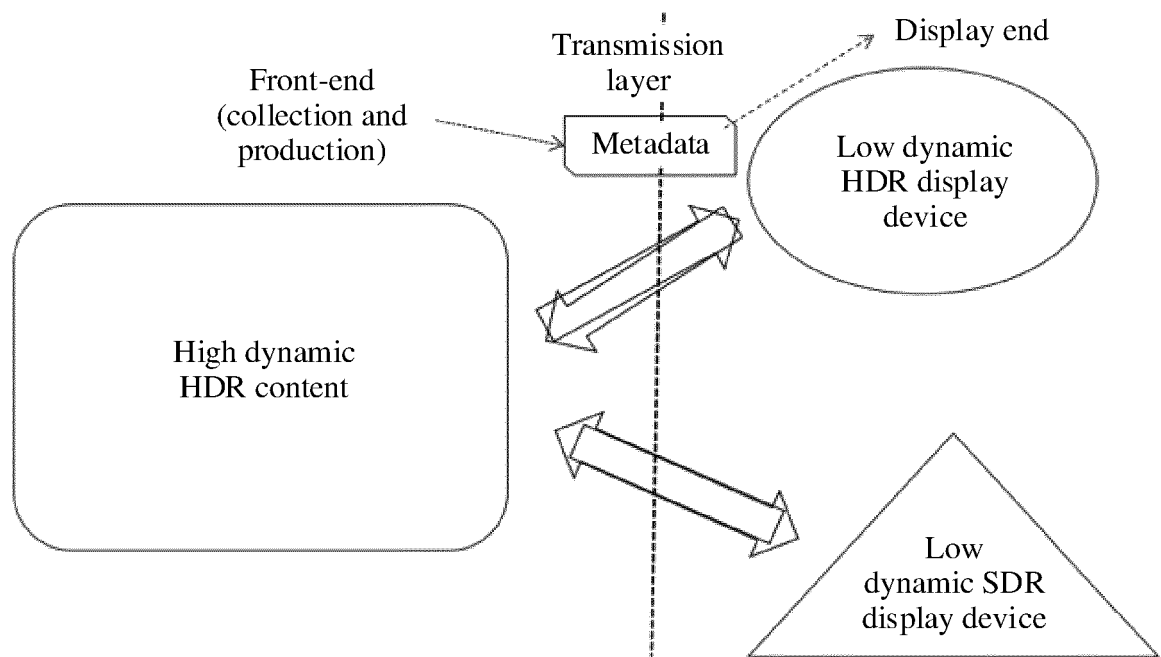 Front-end
(collection and
production)
Transmission
layer
Metadata
Display end
Low dynamic
HDR display
device
High dynamic
HDR content
Low
dynamic SDR
display device